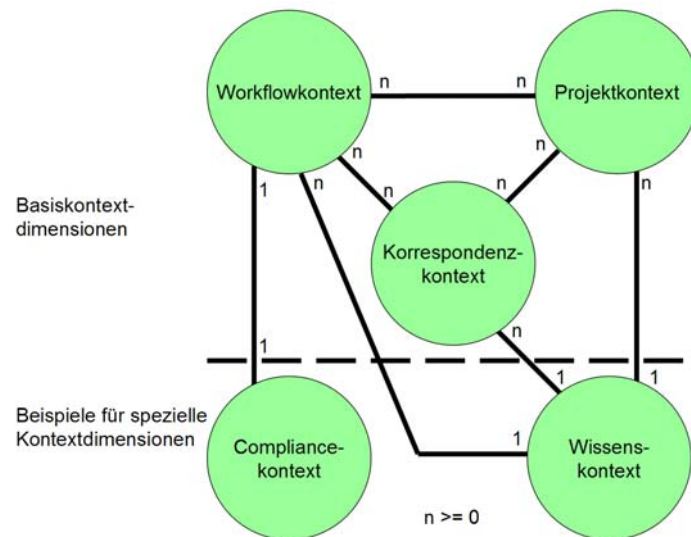 Workflowkontext
n
n
Projektkontext
n
n
n
n
1
n
n
n
Basiskontext-
dimensionen
Korrespondenz-
kontext
n
1
1
1
Beispiele für spezielle
Kontextdimensionen
1
Compliance-
kontext
Wissens-
kontext
n >= 0